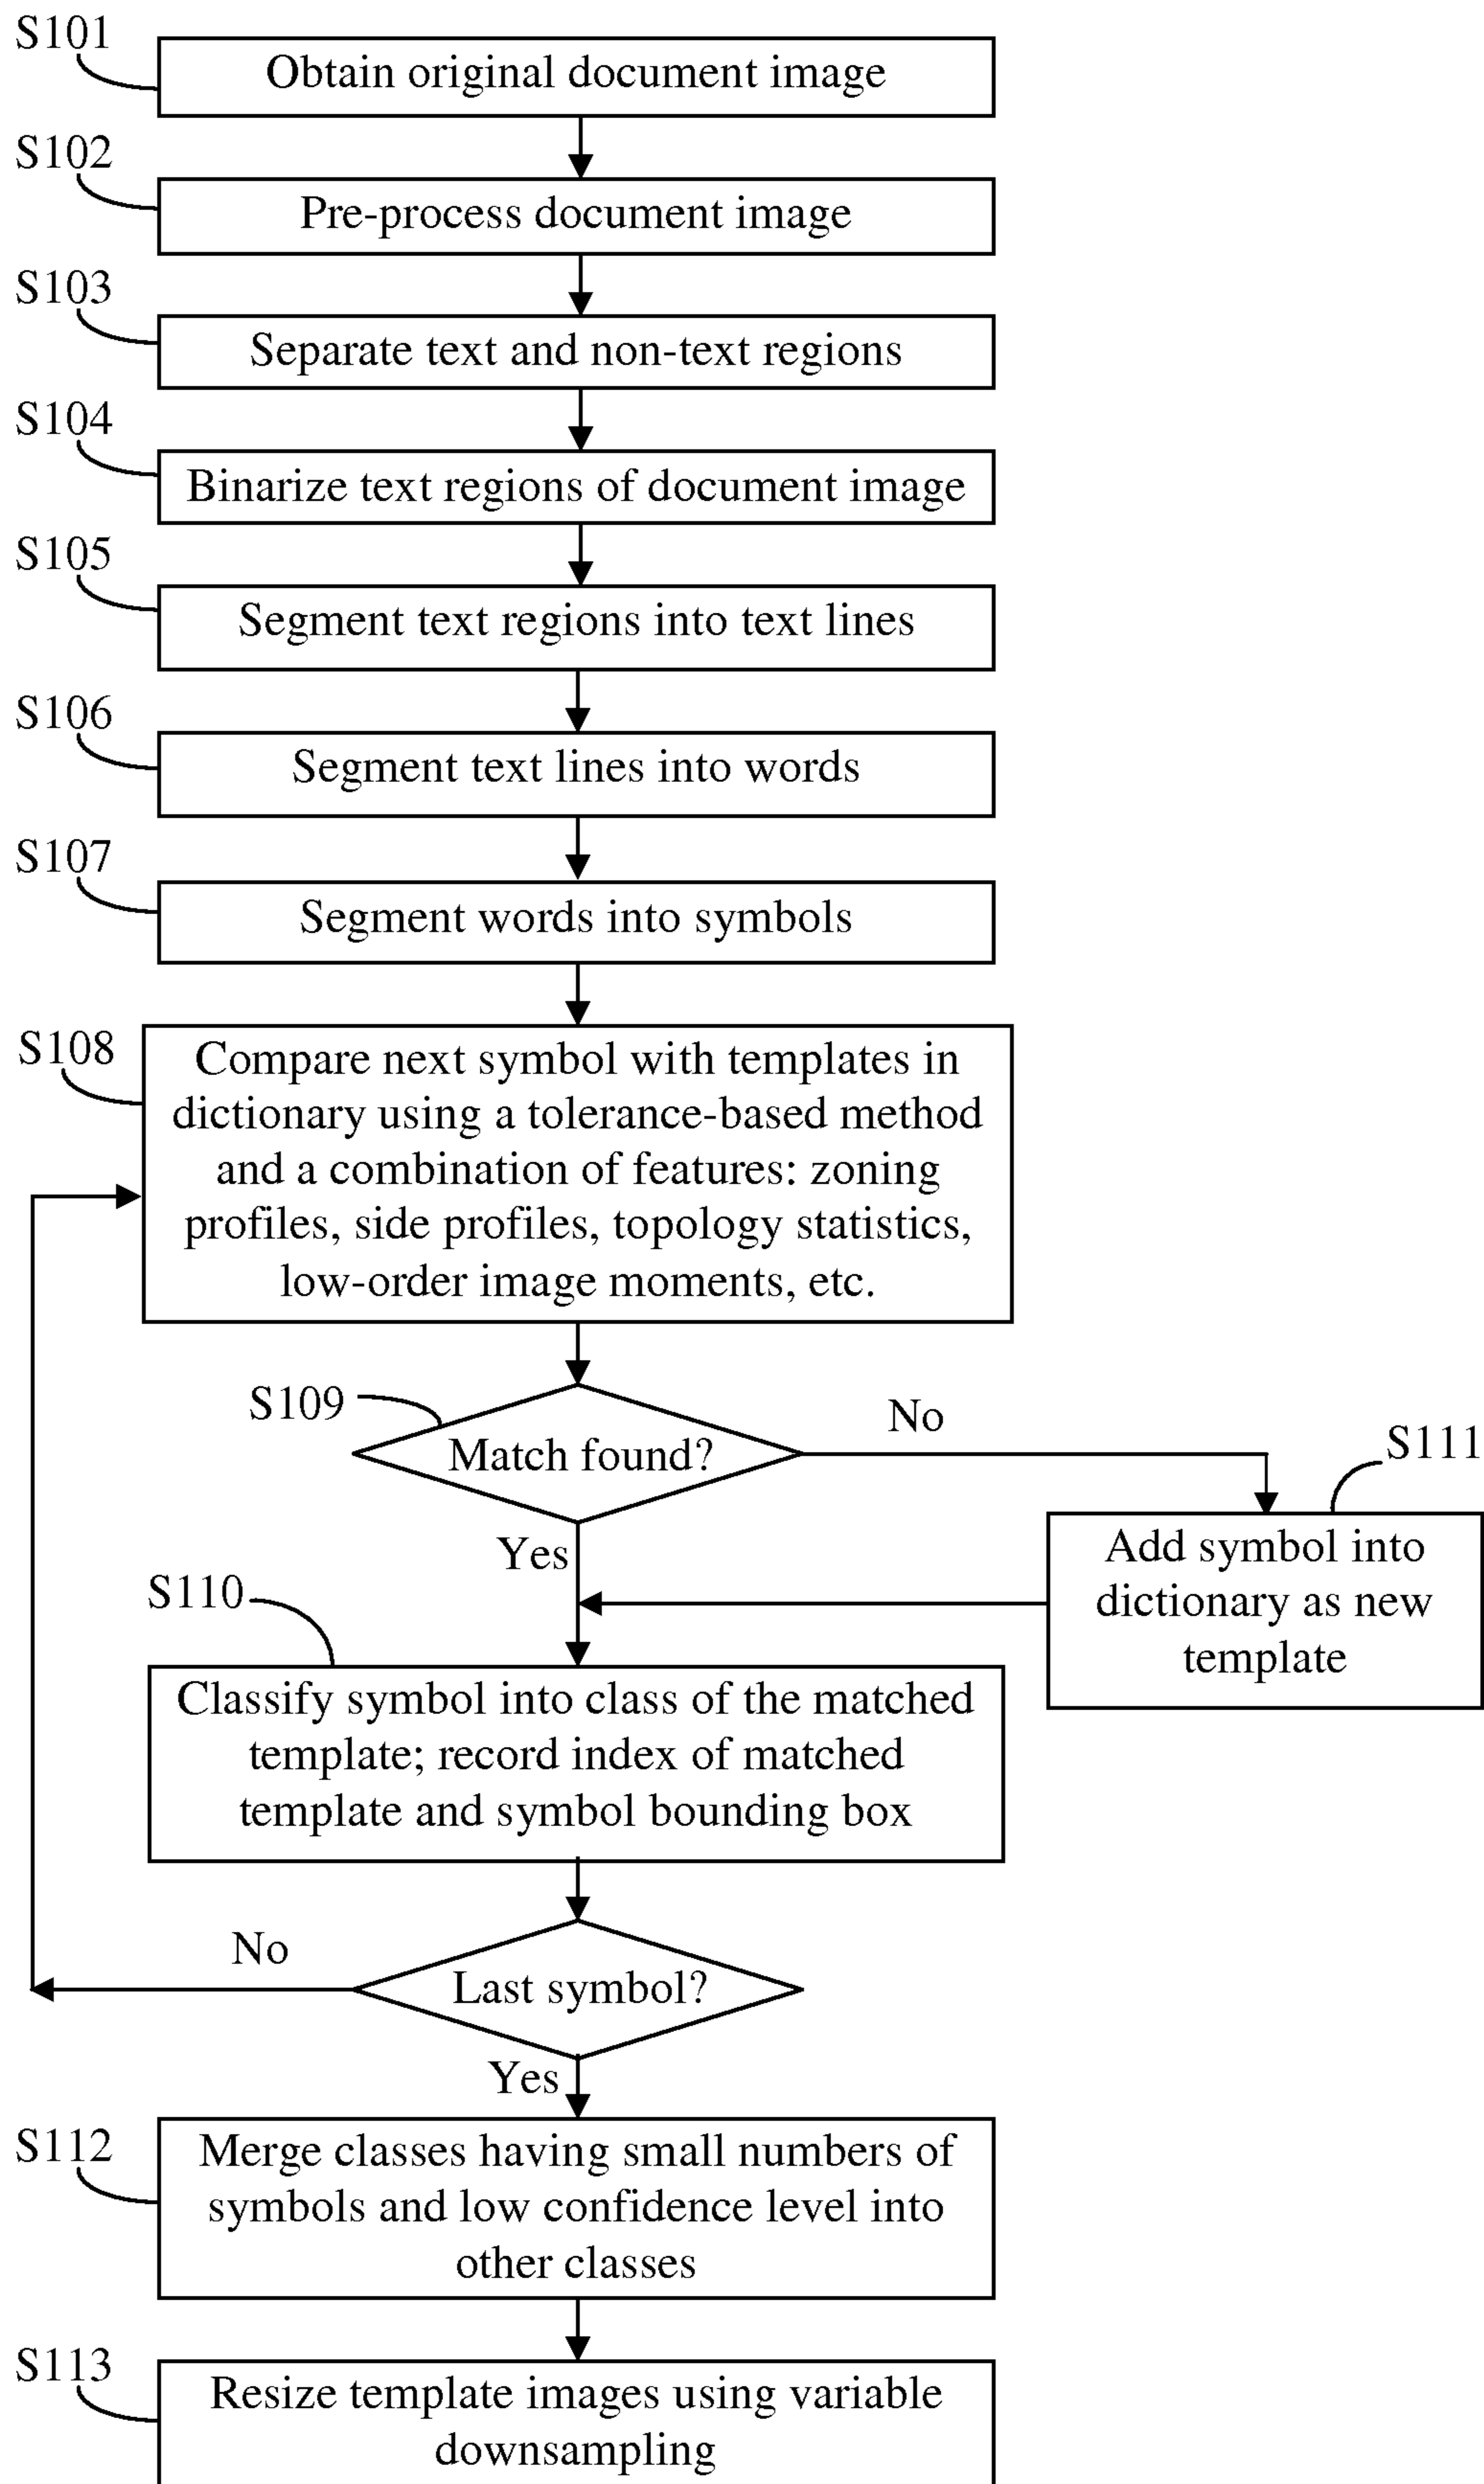 S101
Obtain original document image
S102
Pre-process document image
S103
Separate text and non-text regions
S104
Binarize text regions of document image
S105
Segment text regions into text lines
S106
Segment text lines into words
S107
Segment words into symbols
S108
Compare next symbol with templates in
dictionary using a tolerance-based method
and a combination of features: zoning
profiles, side profiles, topology statistics,
low-order image moments, etc.
S109
Match found?
No
Yes
S111
Add symbol into
dictionary as new
template
S110
Classify symbol into class of the matched
template; record index of matched
template and symbol bounding box
Last symbol?
No
Yes
S112
Merge classes having small numbers of
symbols and low confidence level into
other classes
S113
Resize template images using variable
downsampling